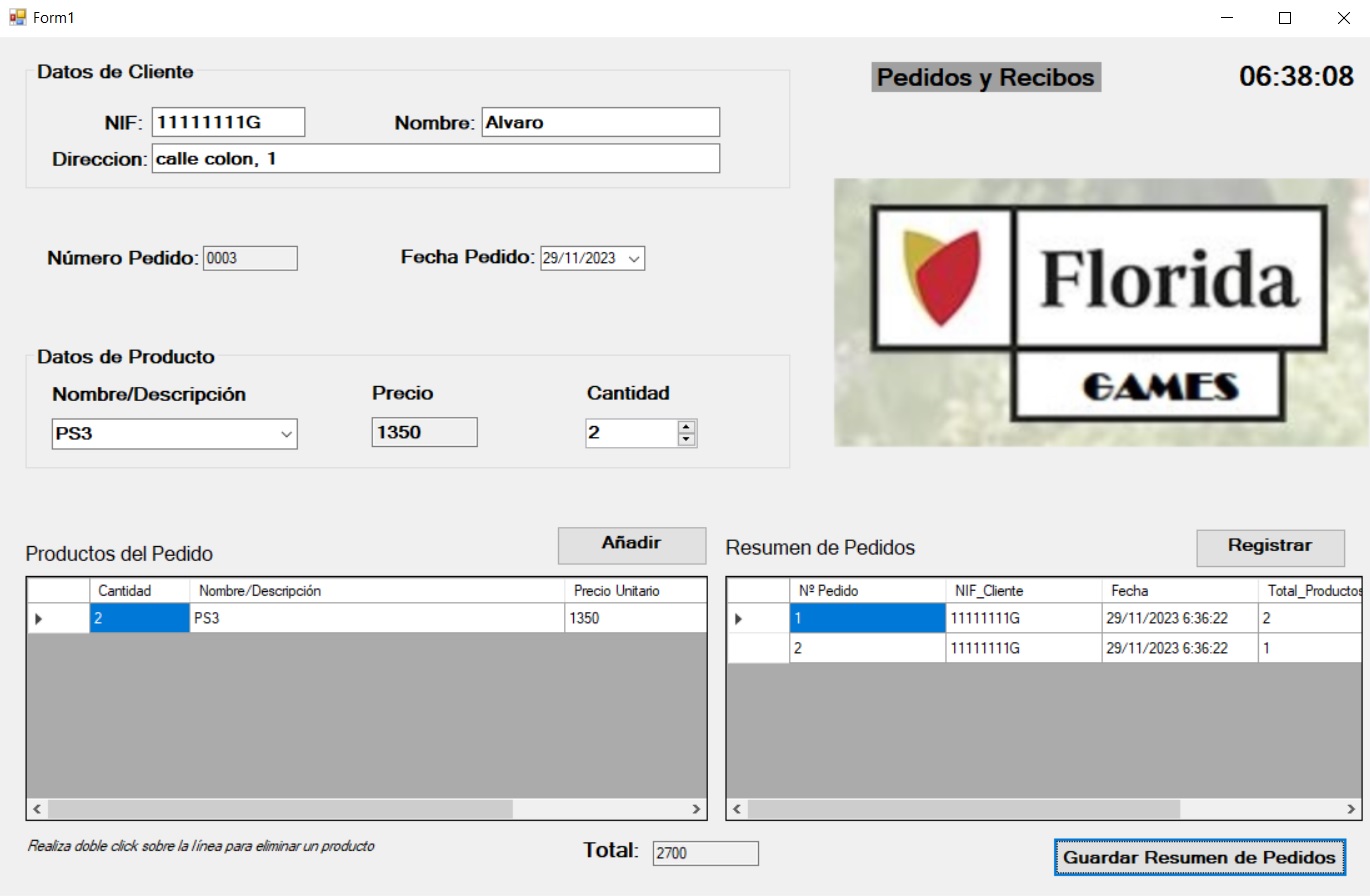 Form1
Datos de Cliente
Pedidos y Recibos
06:38:08
NIF: 11111111G
Nombre: Alvaro
Direccion: calle colon, 1
Número Pedido: 0003
Fecha Pedido: 29/11/2023
Florida
GAMES
Datos de Producto
Nombre/Descripción Precio Cantidad
PS3 1350 2
Productos del Pedido
Añadir
Resumen de Pedidos
Registrar
Cantidad Nombre/Descripción Precio Unitario
2 PS3 1350
Nº Pedido NIF_Cliente Fecha Total_Productos
1 11111111G 29/11/2023 6:36:22 2
2 11111111G 29/11/2023 6:36:22 1
Realiza doble click sobre la línea para eliminar un producto
Total: 2700
Guardar Resumen de Pedidos